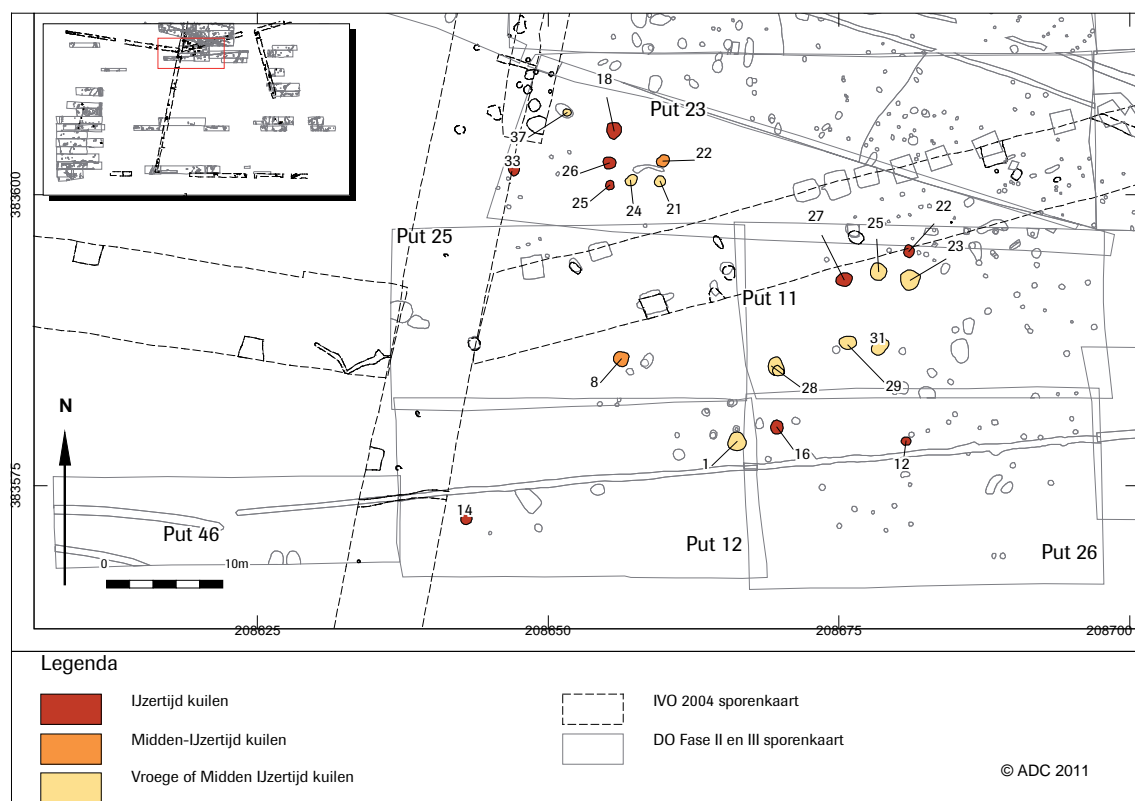 18
Put 23
37
33
26
22
25
24
21
383600
Put 25
27
25
22
23
Put 11
31
8
28
29
N
1
16
12
383575
14
Put 46
Put 12
Put 26
0
10m
208625
208650
208675
208700
Legenda
IJzertijd kuilen
IVO 2004 sporenkaart
Midden-IJzertijd kuilen
DO Fase II en III sporenkaart
Vroege of Midden IJzertijd kuilen
© ADC 2011